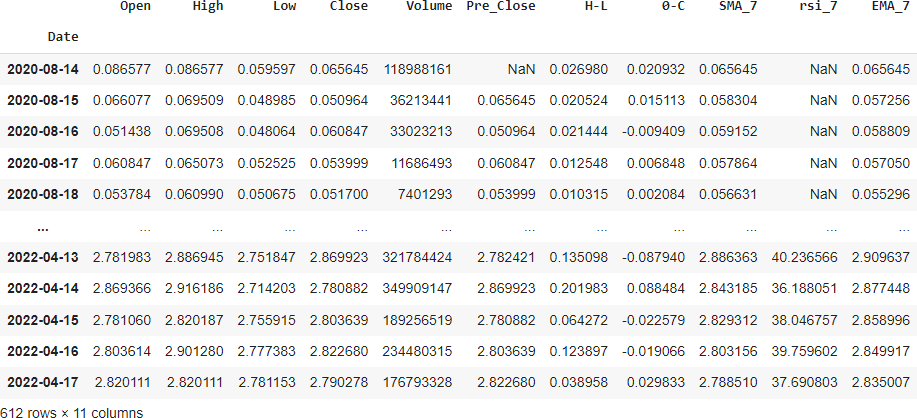 Open High Low Close Volume Pre_Close H-L 0-C SMA_7 rsi_7 EMA_7
Date
2020-08-14 0.086577 0.086577 0.059597 0.065645 118988161 NaN 0.026980 0.020932 0.065645 NaN 0.065645
2020-08-15 0.066077 0.069509 0.048985 0.050964 36213441 0.065645 0.020524 0.015113 0.058304 NaN 0.057256
2020-08-16 0.051438 0.069508 0.048064 0.060847 33023213 0.050964 0.021444 -0.009409 0.059152 NaN 0.058809
2020-08-17 0.060847 0.065073 0.052525 0.053999 11686493 0.060847 0.012548 0.006848 0.057864 NaN 0.057050
2020-08-18 0.053784 0.060990 0.050675 0.051700 7401293 0.053999 0.010315 0.002084 0.056631 NaN 0.055296
... ... ... ... ... ... ... ... ... ... ... ...
2022-04-13 2.781983 2.886945 2.751847 2.869923 321784424 2.782421 0.135098 -0.087940 2.886363 40.236566 2.909637
2022-04-14 2.869366 2.916186 2.714203 2.780882 349909147 2.869923 0.201983 0.088484 2.843185 36.188051 2.877448
2022-04-15 2.781060 2.820187 2.755915 2.803639 189256519 2.780882 0.064272 -0.022579 2.829312 38.046757 2.858996
2022-04-16 2.803614 2.901280 2.777383 2.822680 234480315 2.803639 0.123897 -0.019066 2.803156 39.759602 2.849917
2022-04-17 2.820111 2.820111 2.781153 2.790278 176793328 2.822680 0.038958 0.029833 2.788510 37.690803 2.835007
612 rows × 11 columns